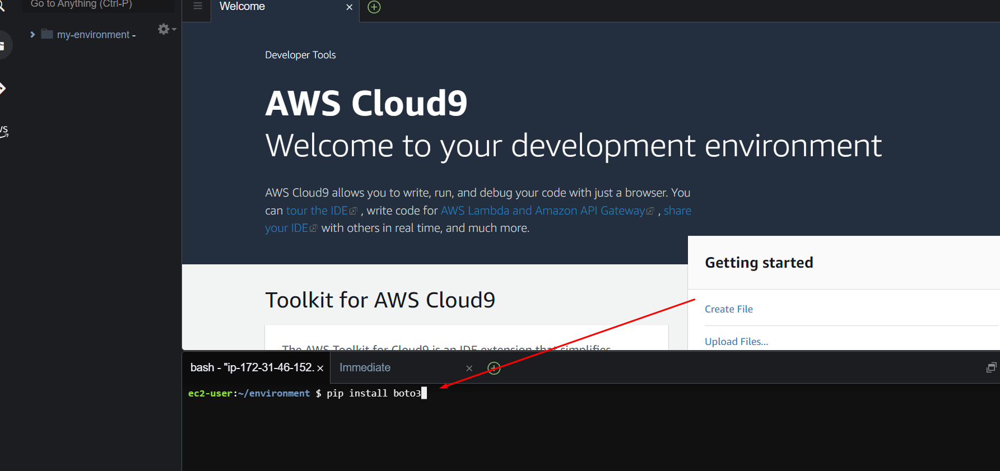 Go to Anything (Ctrl-P)
Welcome
my-environment -
Developer Tools
AWS Cloud9
Welcome to your development environment
AWS Cloud9 allows you to write, run, and debug your code with just a browser. You
can tour the IDE , write code for AWS Lambda and Amazon API Gateway , share
your IDE with others in real time, and much more.
Getting started
Create File
Upload Files...
Toolkit for AWS Cloud9
The AWS Toolkit for Cloud9 is an IDE extension that simplifies
bash - "ip-172-31-46-152.
Immediate
ec2-user:~/environment $ pip install boto3